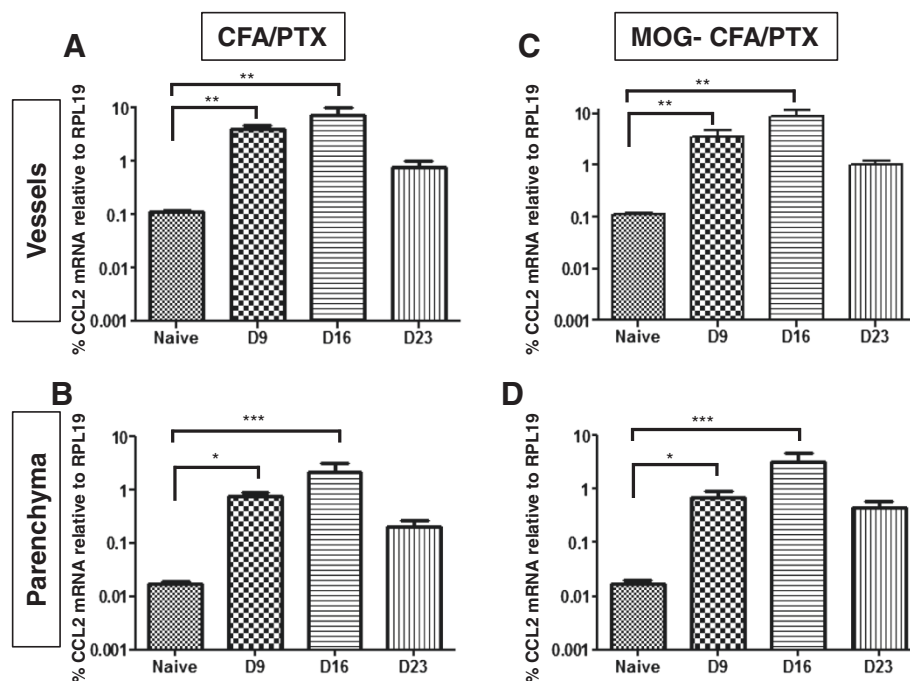 CFA/PTX
MOG- CFA/PTX
Vessels
Parenchyma
A
% CCL2 mRNA relative to RPL19
10
1
0.1
0.01
0.001
**
**
Naive D9 D16 D23
C
% CCL2 mRNA relative to RPL19
10
1
0.1
0.01
0.001
**
**
Naive D9 D16 D23
B
% CCL2 mRNA relative to RPL19
10
1
0.1
0.01
0.001
***
*
Naive D9 D16 D23
D
% CCL2 mRNA relative to RPL19
10
1
0.1
0.01
0.001
***
*
Naive D9 D16 D23